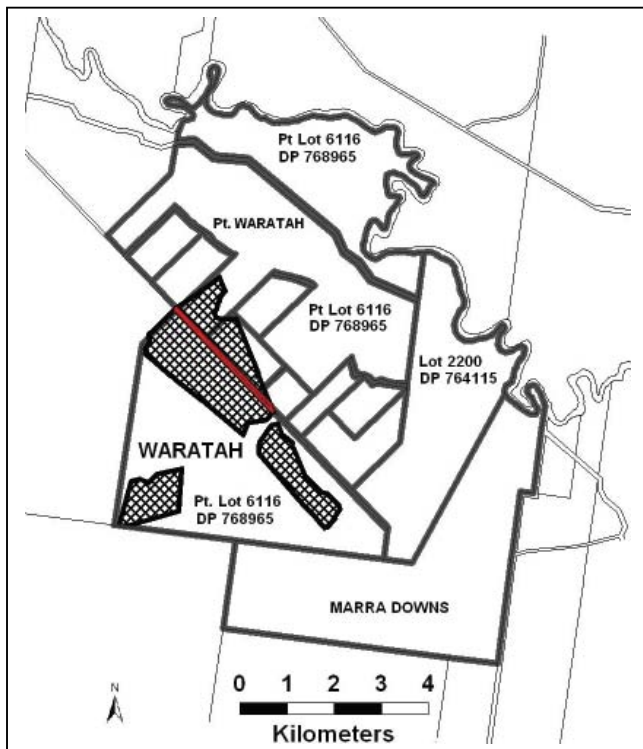 Pt Lot 6116
DP 768965
Pt. WARATAH
Pt Lot 6116
DP 768965
Lot 2200
DP 764115
WARATAH
Pt. Lot 6116
DP 768965
MARRA DOWNS
N
0 1 2 3 4
Kilometers